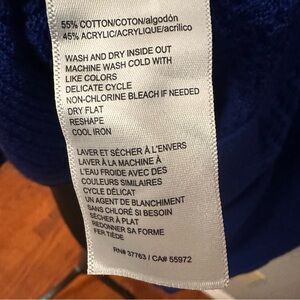 55% COTTON/COTON/algodón
45% ACRYLIC/ACRYLIQUE/acrilico
WASH AND DRY INSIDE OUT
MACHINE WASH COLD WITH
LIKE COLORS
DELICATE CYCLE
NON-CHLORINE BLEACH IF NEEDED
DRY FLAT
RESHAPE
COOL IRON
LAVER ET SÉCHER À L'ENVERS
LAVER À LA MACHINE À
L'EAU FROIDE AVEC DES
COULEURS SIMILAIRES
CYCLE DÉLICAT
UN AGENT DE BLANCHIMENT
SANS CHLORÉ SI BESOIN
SÉCHER À PLAT
REDONNER SA FORME
FER TIÈDE
RN# 37763 / CA# 55972